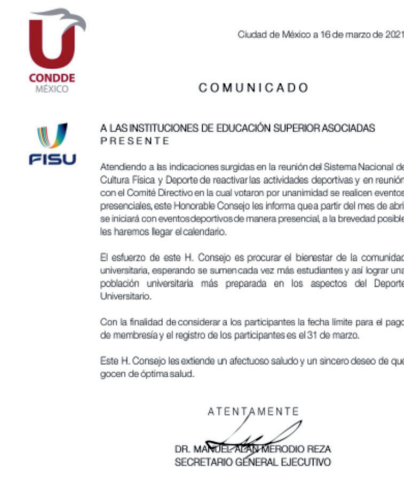 Ciudad de México a 16 de marzo de 2021
CONDDE
MÉXICO
COMUNICADO
FISU
A LAS INSTITUCIONES DE EDUCACIÓN SUPERIOR ASOCIADAS
PRESENTE
Atendiendo a las indicaciones surgidas en la reunión del Sistema Nacional de
Cultura Física y Deporte de reactivar las actividades deportivas y en reunión
con el Comité Directivo en la cual votaron por unanimidad se realicen eventos
presenciales, este Honorable Consejo les informa que a partir del mes de abri
se iniciará con eventos deportivos de manera presencial, a la brevedad posible
les haremos llegar el calendario.
El esfuerzo de este H. Consejo es procurar el bienestar de la comunidad
universitaria, esperando se sumen cada vez más estudiantes y así lograr una
población universitaria más preparada en los aspectos del Deporte
Universitario.
Con la finalidad de considerar a los participantes la fecha límite para el pago
de membresía y el registro de los participantes es el 31 de marzo.
Este H. Consejo les extiende un afectuoso saludo y un sincero deseo de que
gocen de óptima salud.
ATENTAMENTE
DR. MANUEL ALAN MERODIO REZA
SECRETARIO GENERAL EJECUTIVO